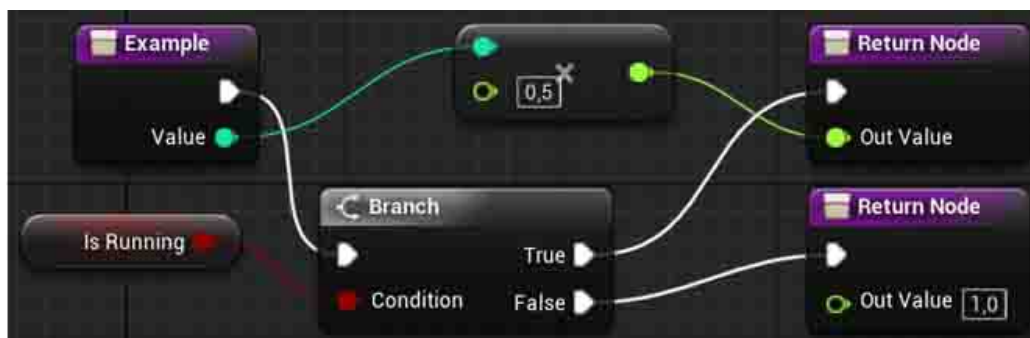 Example
Value
×
0,5
Return Node
Out Value
Is Running
Branch
True
Condition
False
Return Node
Out Value 1,0